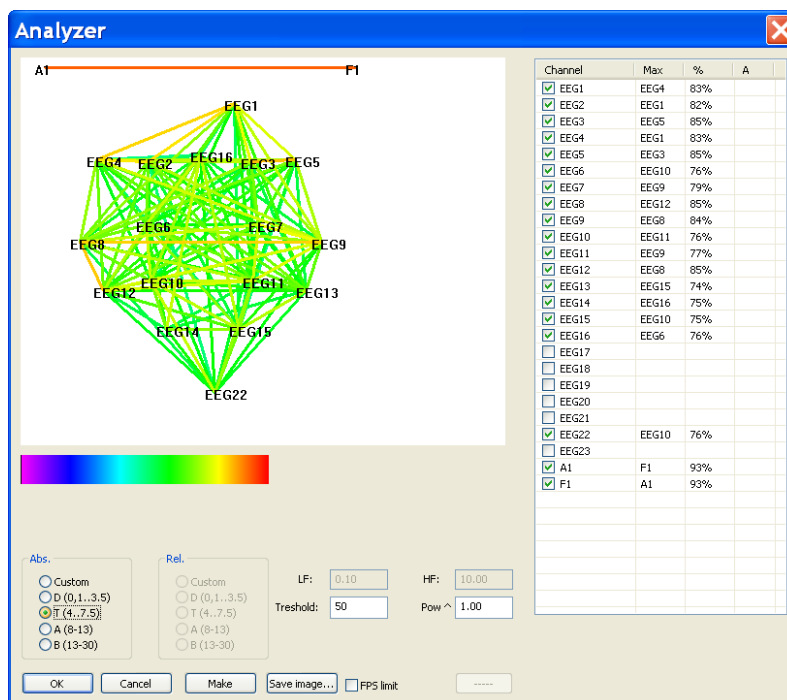 Analyzer
A1 F1
EEG1
EEG4 EEG2 EEG16 EEG3 EEG5
EEG6 EEG7
EEG8 EEG9
EEG10 EEG11
EEG12 EEG13
EEG14 EEG15
EEG22
Channel Max % A
EEG1 EEG4 83%
EEG2 EEG1 82%
EEG3 EEG5 85%
EEG4 EEG1 83%
EEG5 EEG3 85%
EEG6 EEG10 76%
EEG7 EEG9 79%
EEG8 EEG12 85%
EEG9 EEG8 84%
EEG10 EEG11 76%
EEG11 EEG9 77%
EEG12 EEG8 85%
EEG13 EEG15 74%
EEG14 EEG16 75%
EEG15 EEG10 75%
EEG16 EEG6 76%
EEG17
EEG18
EEG19
EEG20
EEG21
EEG22 EEG10 76%
EEG23
A1 F1 93%
F1 A1 93%
Abs.
Custom
D (0,1..3.5)
T (4..7.5)
A (8-13)
B (13-30)
Rel.
Custom
D (0,1..3.5)
T (4..7.5)
A (8-13)
B (13-30)
LF: 0.10 HF: 10.00
Treshold: 50 Pow ^ 1.00
OK Cancel Make Save image... FPS limit -----